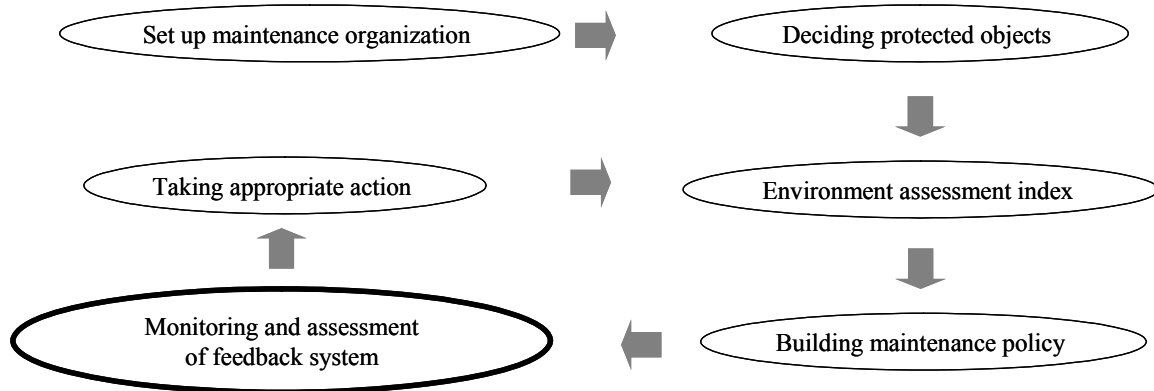 Set up maintenance organization
Deciding protected objects
Taking appropriate action
Environment assessment index
Monitoring and assessment
of feedback system
Building maintenance policy